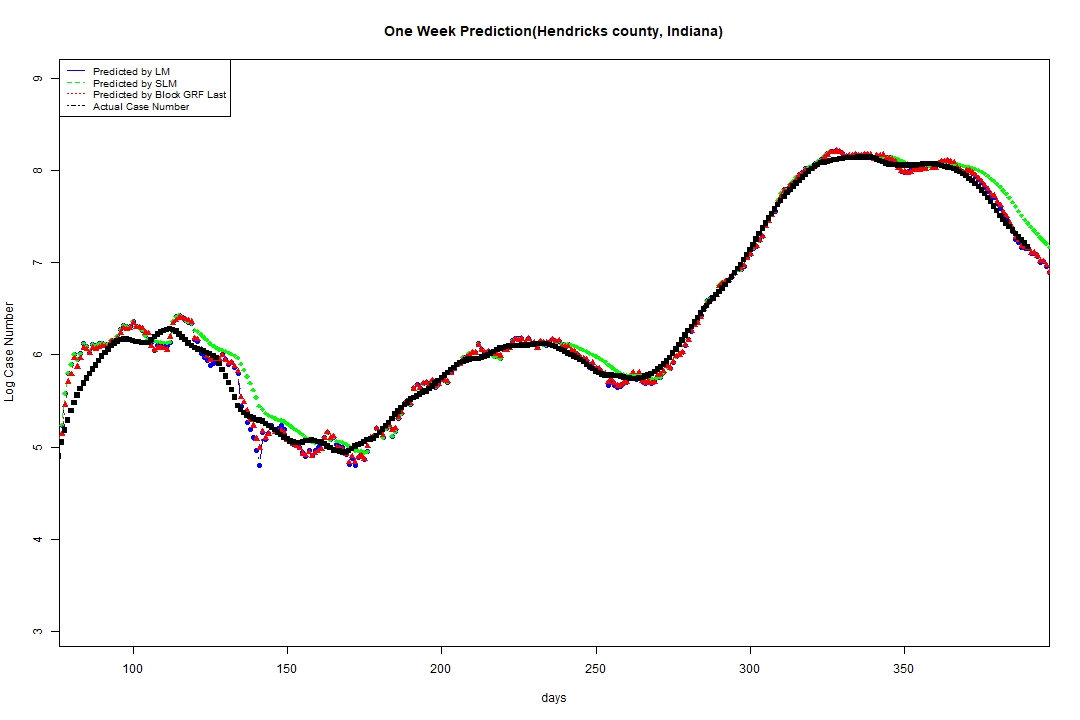 One Week Prediction(Hendricks county, Indiana)
Predicted by LM
Predicted by SLM
Predicted by Block GRF Last
Actual Case Number
9
8
7
6
5
4
3
Log Case Number
100 150 200 250 300 350
days